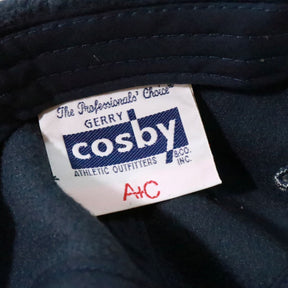 The Professionals' Choice
GERRY
cosby
ATHLETIC OUTFITTERS &CO. INC.
A+C